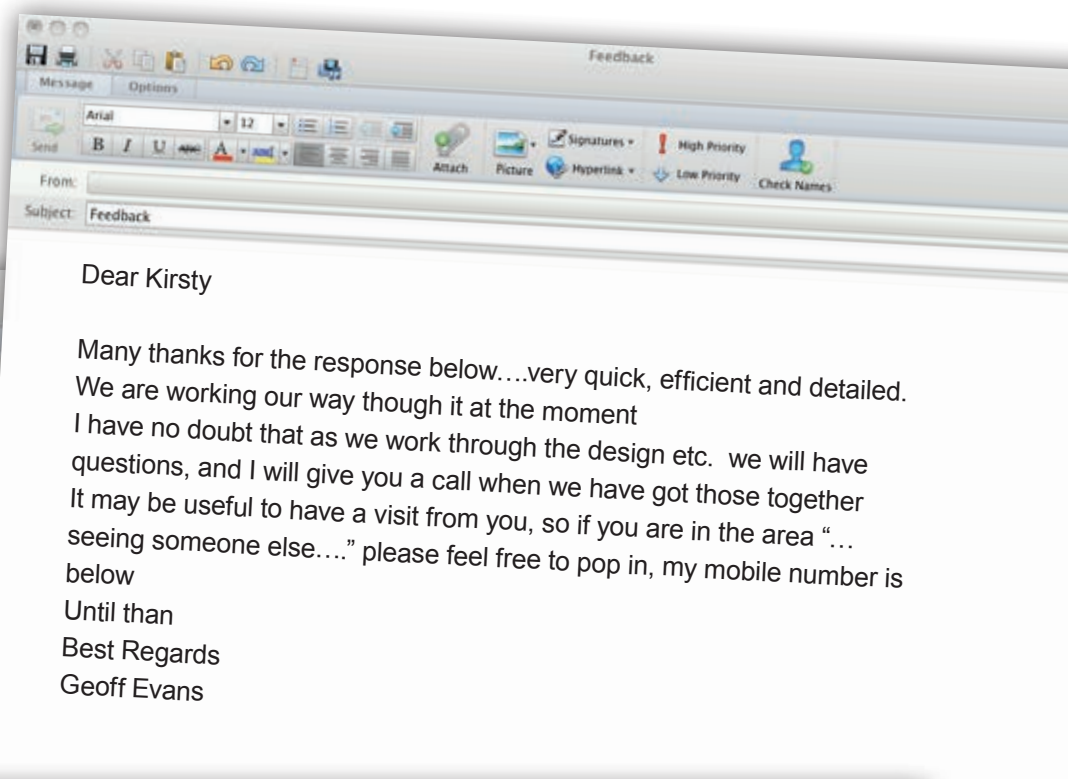 Feedback
Message Options
Arial 12
Send B I U ABC A Attach Picture Signatures High Priority
Hyperlink Low Priority Check Names
From:
Subject: Feedback
Dear Kirsty
Many thanks for the response below….very quick, efficient and detailed.
We are working our way though it at the moment
I have no doubt that as we work through the design etc.  we will have
questions, and I will give you a call when we have got those together
It may be useful to have a visit from you, so if you are in the area “…
seeing someone else….” please feel free to pop in, my mobile number is
below
Until than
Best Regards
Geoff Evans